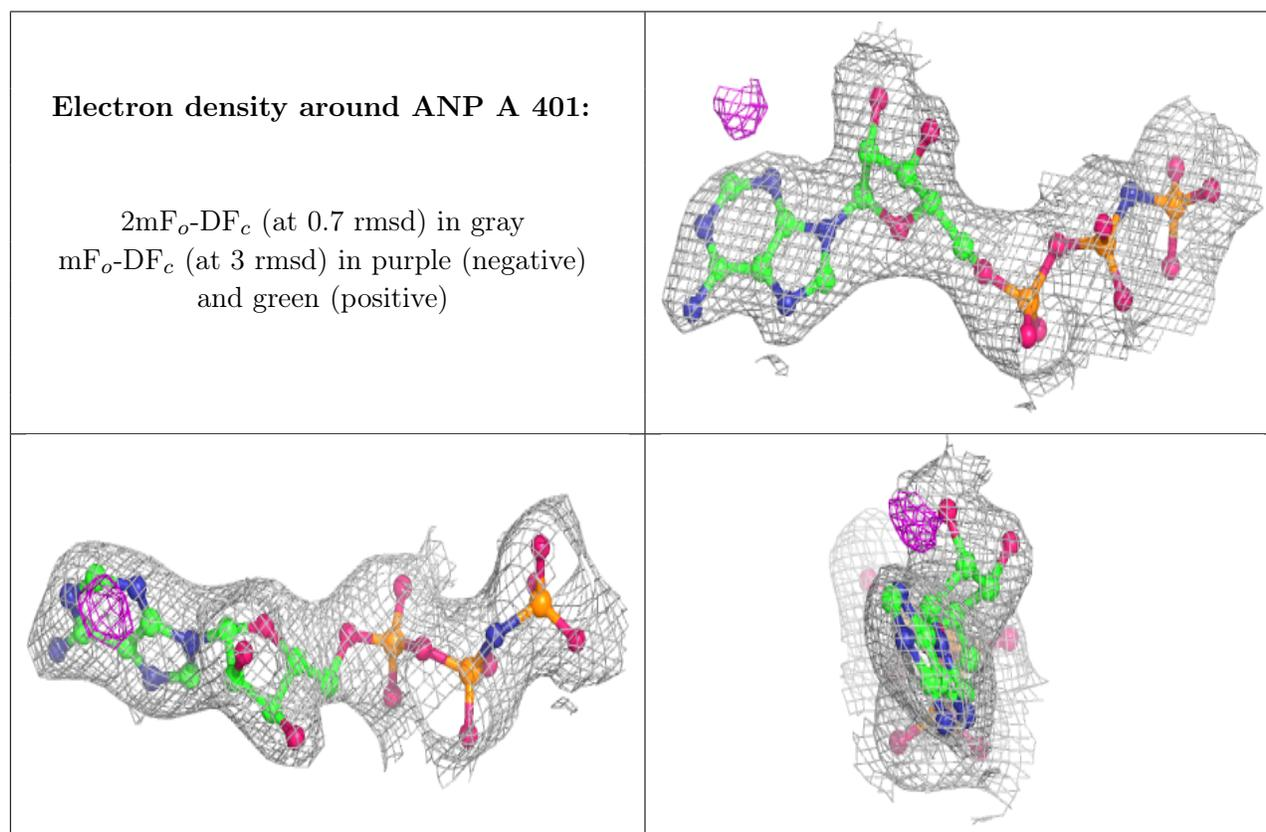 Electron density around ANP A 401:
2mFo-DFc (at 0.7 rmsd) in gray
mFo-DFc (at 3 rmsd) in purple (negative)
and green (positive)